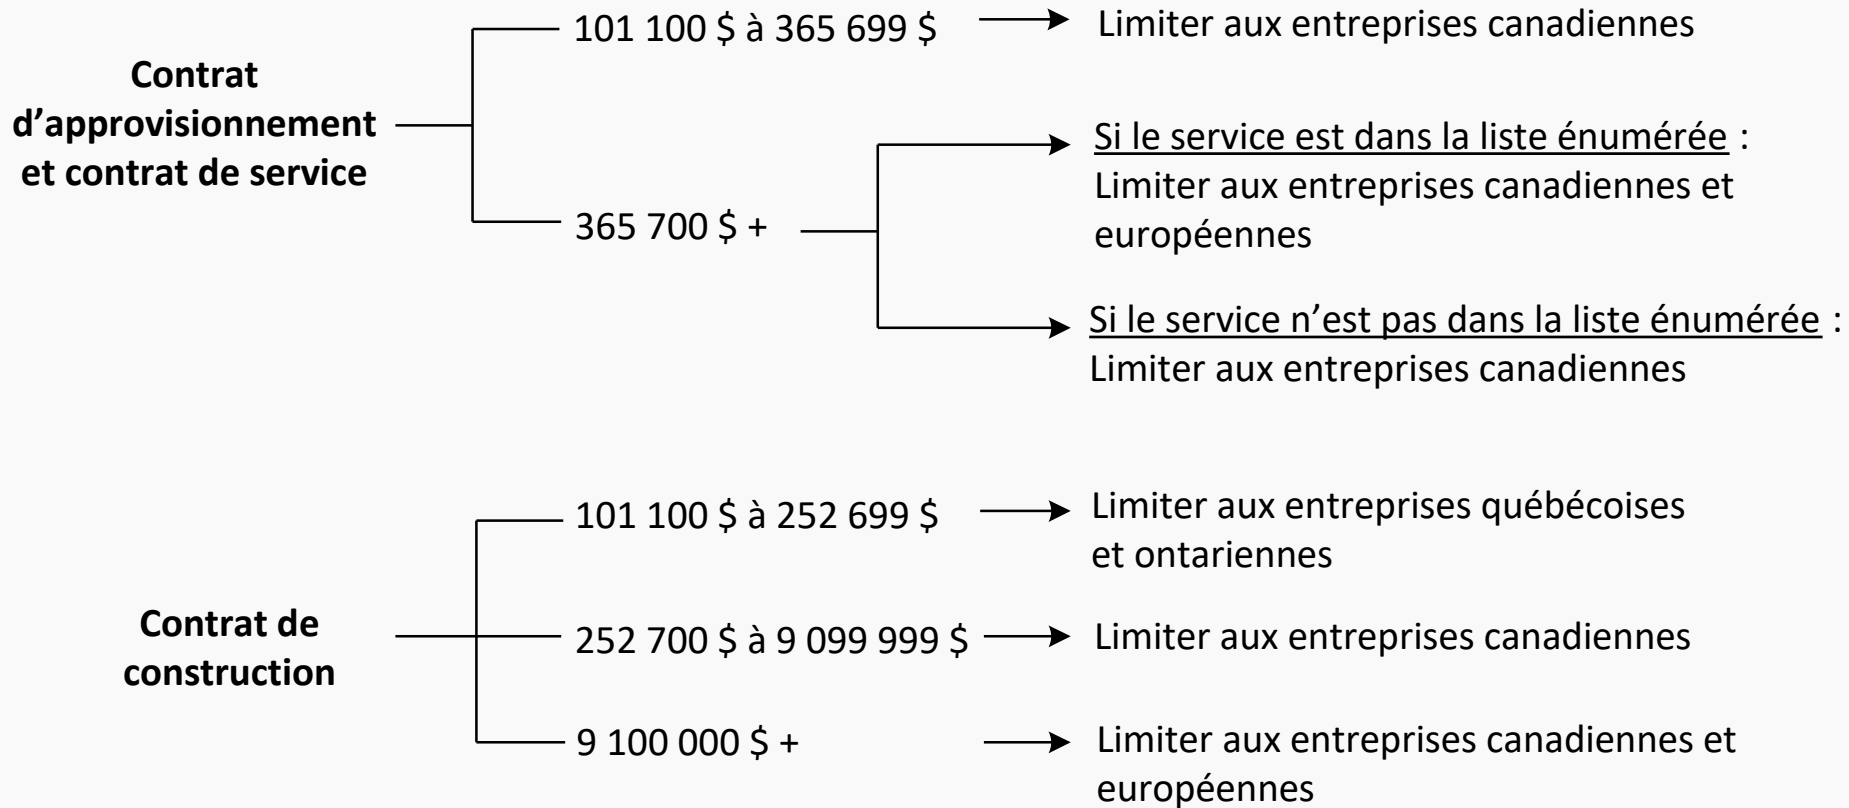 Contrat
d’approvisionnement
et contrat de service
101 100 $ à 365 699 $
Limiter aux entreprises canadiennes
365 700 $ +
Si le service est dans la liste énumérée :
Limiter aux entreprises canadiennes et
européennes
Si le service n’est pas dans la liste énumérée :
Limiter aux entreprises canadiennes
Contrat de
construction
101 100 $ à 252 699 $
Limiter aux entreprises québécoises
et ontariennes
252 700 $ à 9 099 999 $
Limiter aux entreprises canadiennes
9 100 000 $ +
Limiter aux entreprises canadiennes et
européennes